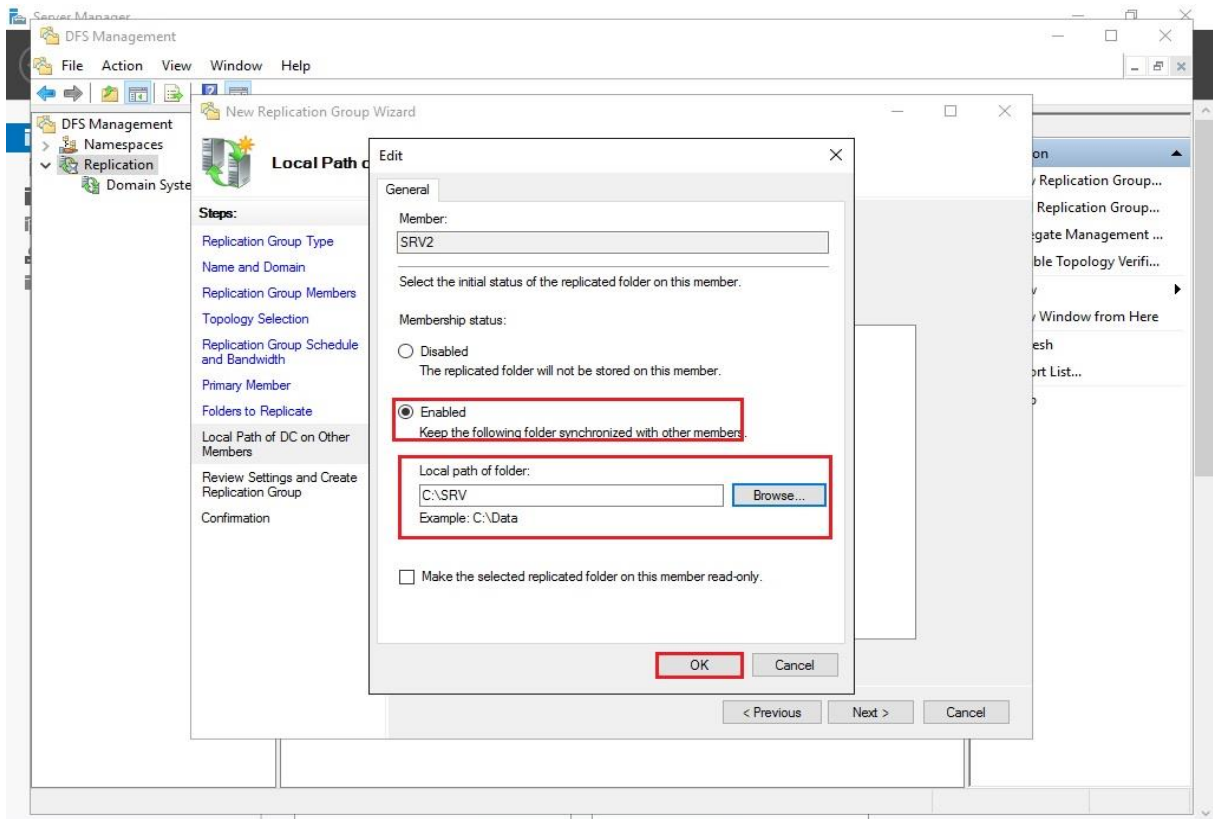 Server Manager
DFS Management
File Action View Window Help
New Replication Group Wizard
DFS Management
Namespaces
Replication
Domain Syste
Local Path
Steps:
Replication Group Type
Name and Domain
Replication Group Members
Topology Selection
Replication Group Schedule
and Bandwidth
Primary Member
Folders to Replicate
Local Path of DC on Other
Members
Review Settings and Create
Replication Group
Confirmation
Edit
General
Member:
SRV2
Select the initial status of the replicated folder on this member.
Membership status:
Disabled
The replicated folder will not be stored on this member.
Enabled
Keep the following folder synchronized with other members.
Local path of folder:
C:\SRV
Browse...
Example: C:\Data
Make the selected replicated folder on this member read-only.
OK Cancel
< Previous Next > Cancel
on
Replication Group...
Replication Group...
egate Management ...
ble Topology Verifi...
Window from Here
esh
ort List...